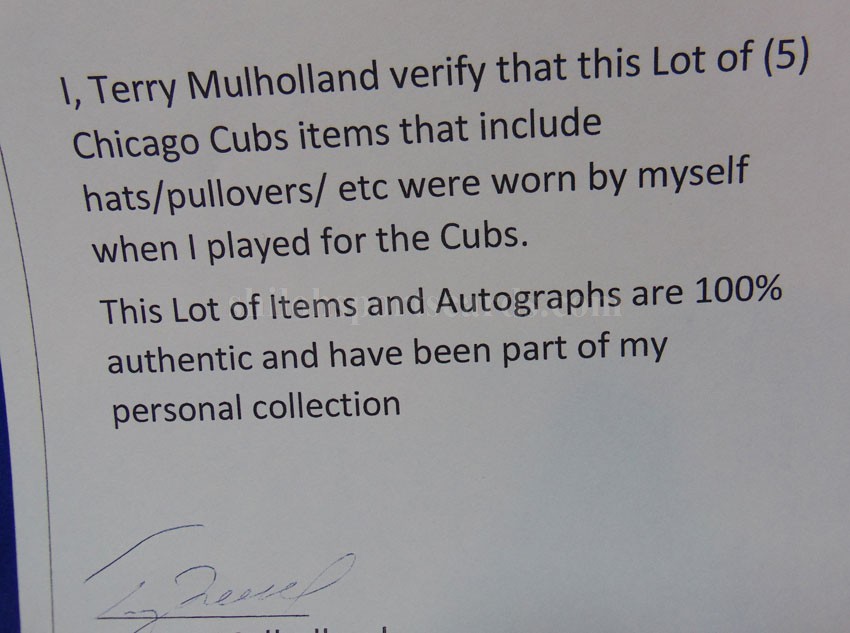 I, Terry Mulholland verify that this Lot of (5)
Chicago Cubs items that include
hats/pullovers/ etc were worn by myself
when I played for the Cubs.
This Lot of Items and Autographs are 100%
authentic and have been part of my
personal collection